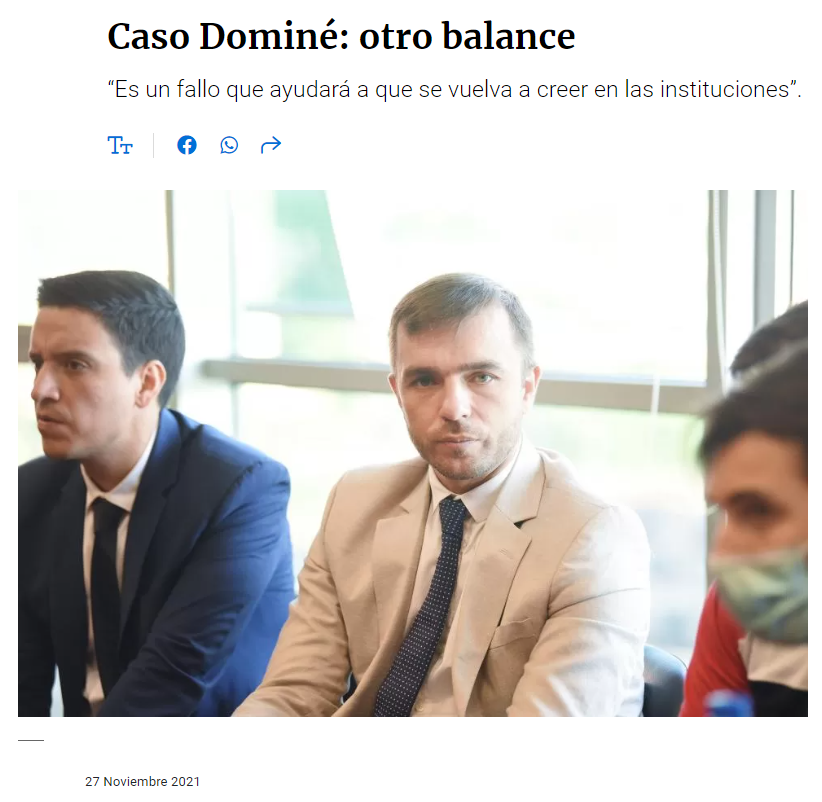 Caso Dominé: otro balance
“Es un fallo que ayudará a que se vuelva a creer en las instituciones”.
27 Noviembre 2021